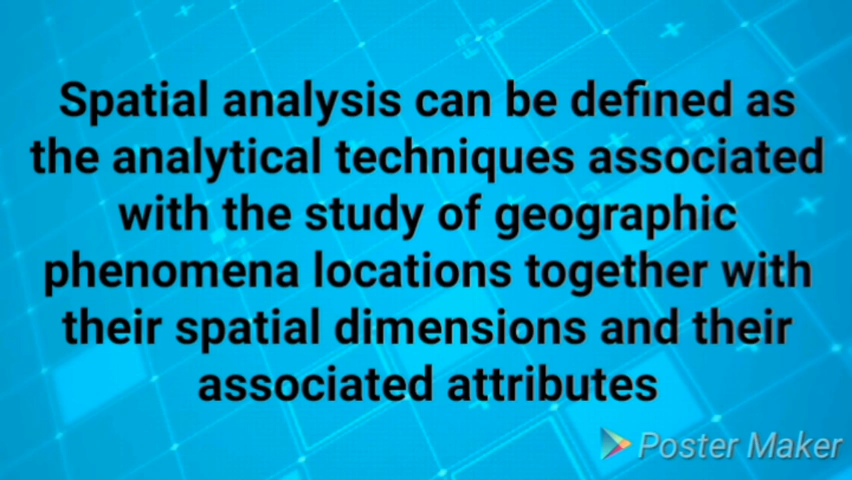 Spatial analysis can be defined as
the analytical techniques associated
with the study of geographic
phenomena locations together with
their spatial dimensions and their
associated attributes
Poster Maker